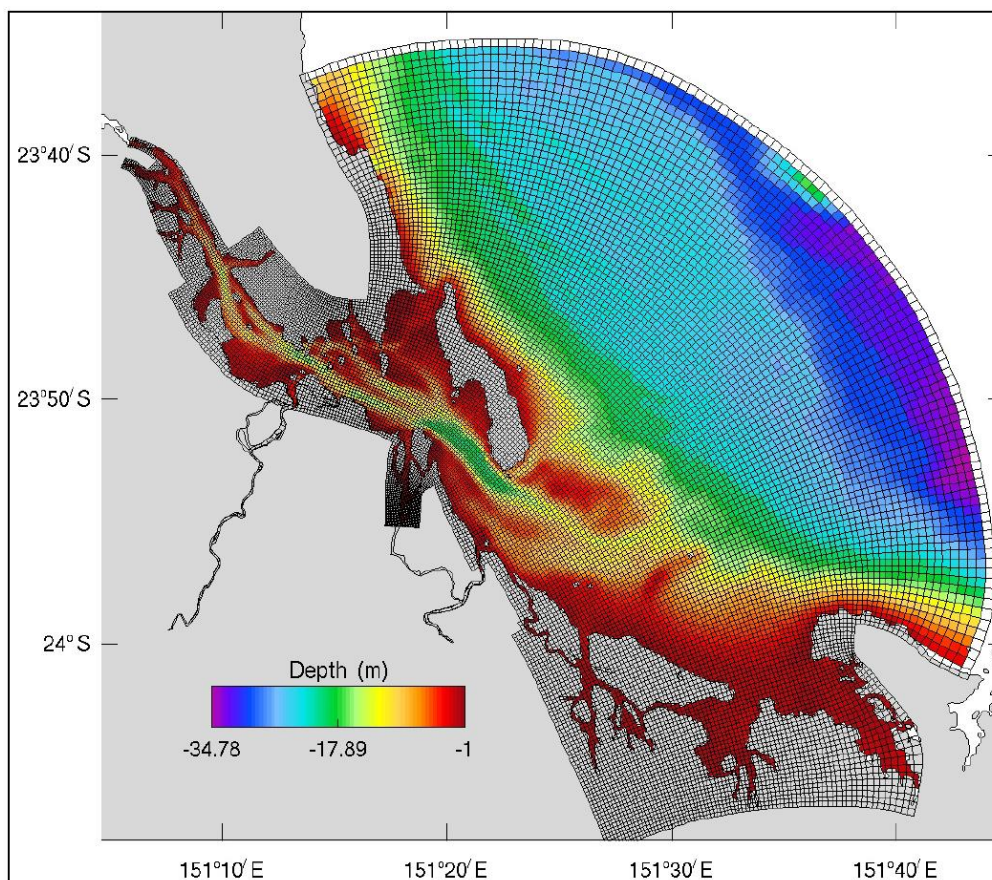 23°40′ S
23°50′ S
24° S
Depth (m)
-34.78 -17.89 -1
151°10′ E 151°20′ E 151°30′ E 151°40′ E